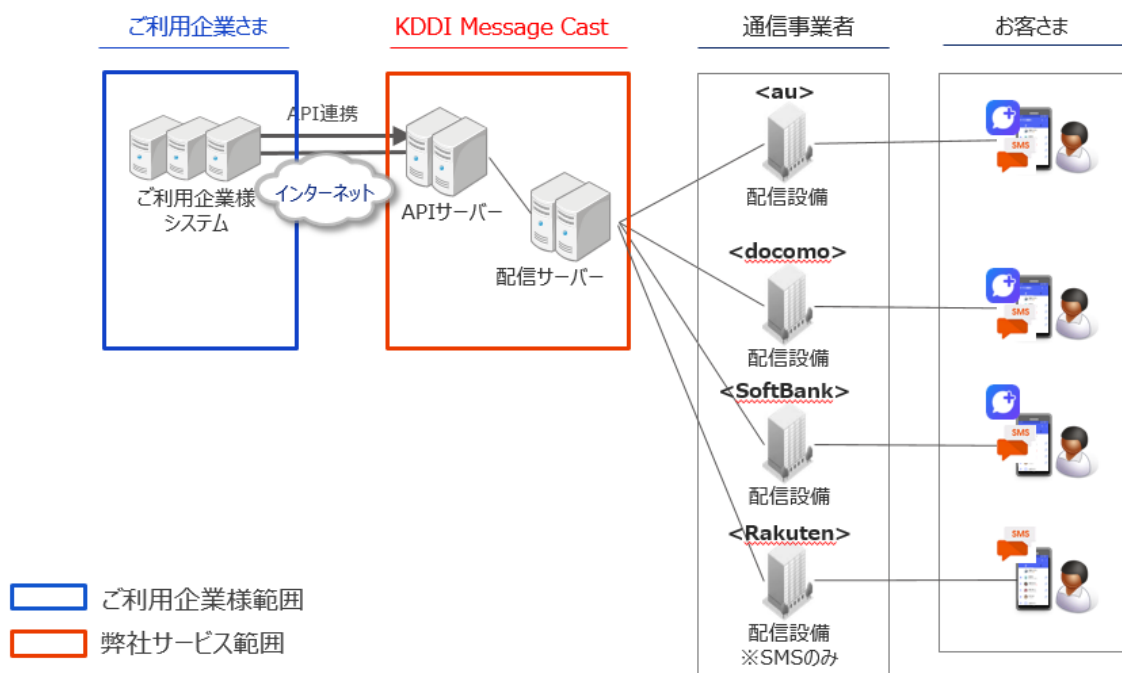 ご利用企業さま
KDDI Message Cast
通信事業者
お客さま
API連携
インターネット
ご利用企業様
システム
APIサーバー
配信サーバー
<au>
配信設備
<docomo>
配信設備
<SoftBank>
配信設備
<Rakuten>
配信設備
※SMSのみ
SMS
SMS
SMS
SMS
ご利用企業様範囲
弊社サービス範囲